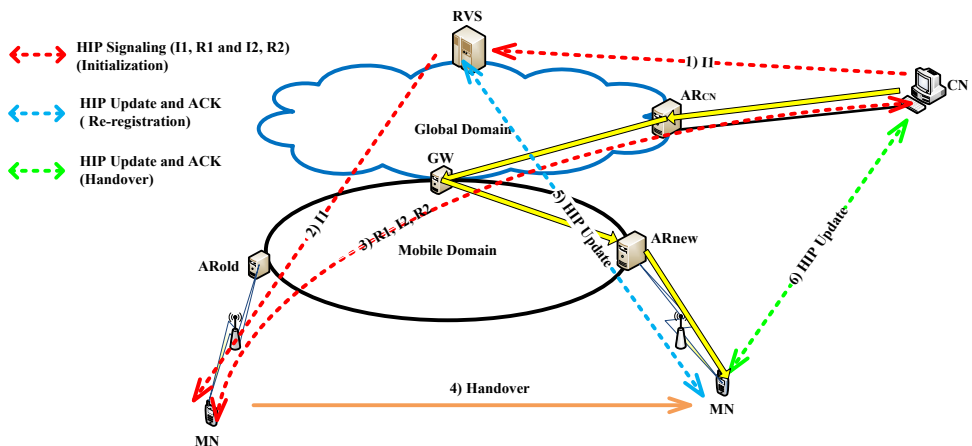 RVS
HIP Signaling (I1, R1 and I2, R2)
(Initialization)
1) I1
CN
HIP Update and ACK
( Re-registration)
ARCN
Global Domain
HIP Update and ACK
(Handover)
GW
2) I1
3) R1, I2, R2
5) HIP Update
6) HIP Update
Mobile Domain
ARnew
ARold
4) Handover
MN
MN